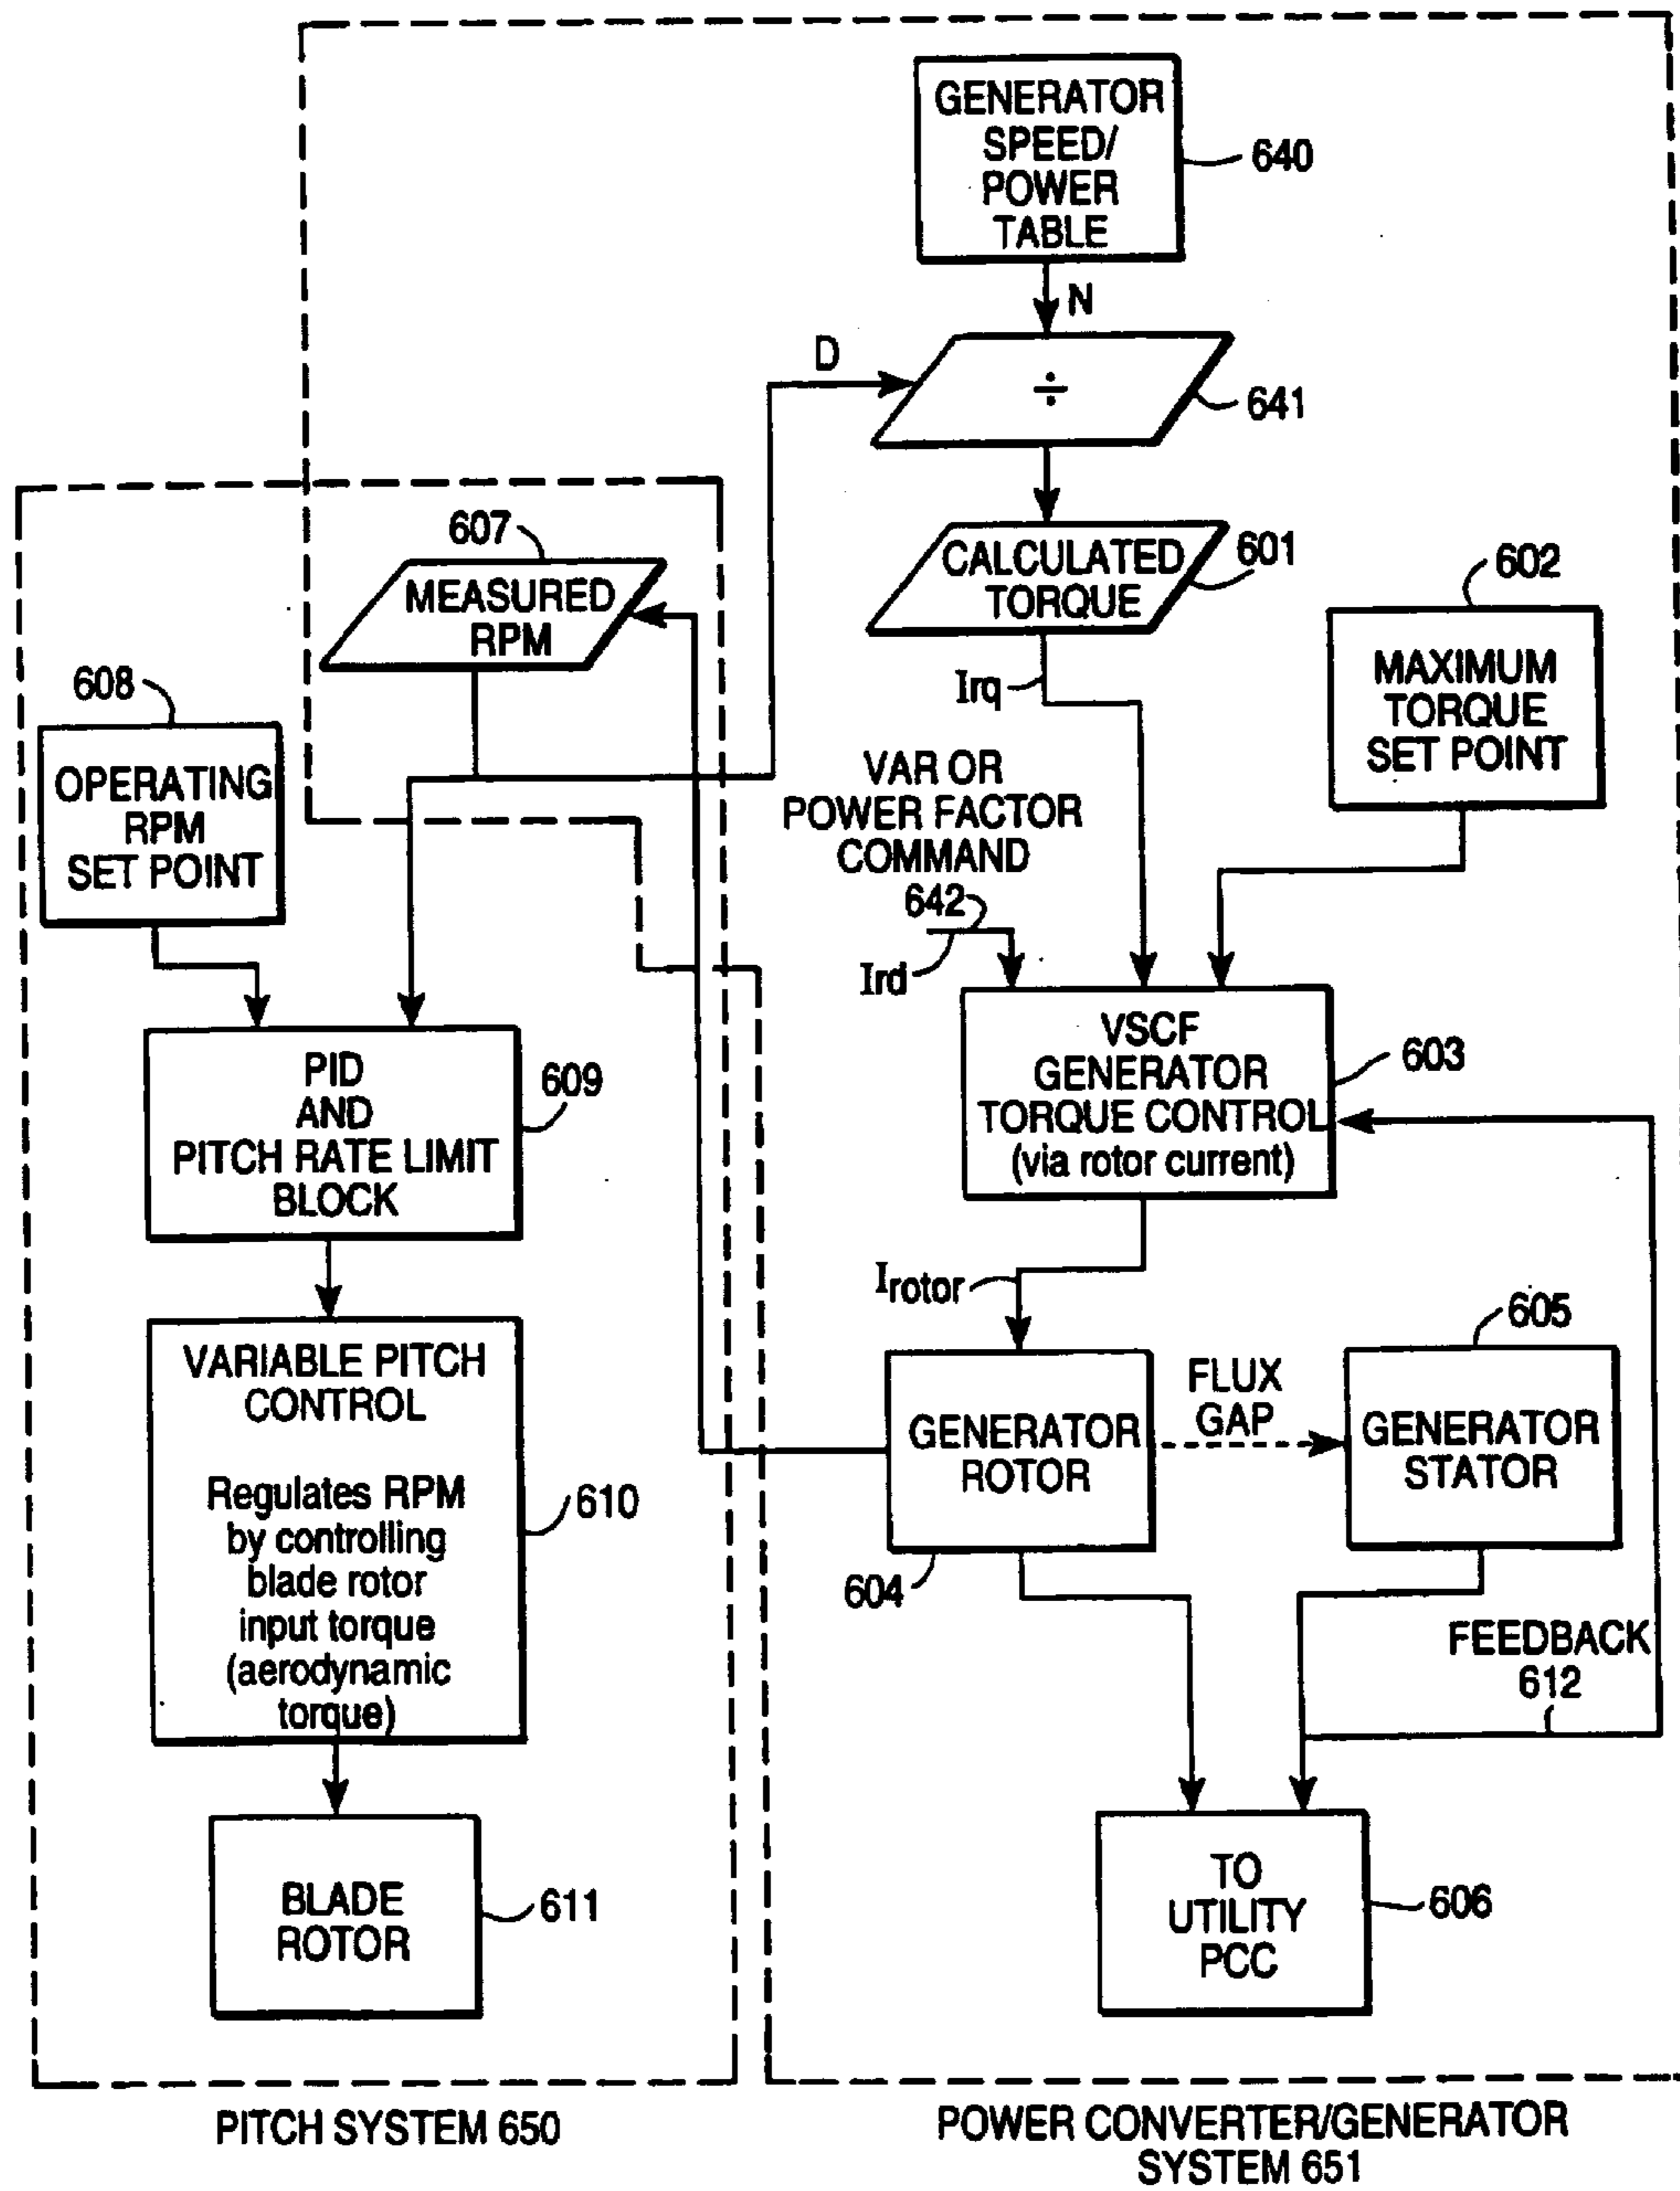 GENERATOR
SPEED/
POWER
TABLE
640
N
D
÷
641
607
MEASURED
RPM
CALCULATED
TORQUE
601
602
MAXIMUM
TORQUE
SET POINT
608
OPERATING
RPM
SET POINT
Irq
VAR OR
POWER FACTOR
COMMAND
642
Ird
PID
AND
PITCH RATE LIMIT
BLOCK
609
VSCF
GENERATOR
TORQUE CONTROL
(via rotor current)
603
Irotor
VARIABLE PITCH
CONTROL
Regulates RPM
by controlling
blade rotor
input torque
(aerodynamic
torque)
610
GENERATOR
ROTOR
604
FLUX
GAP
605
GENERATOR
STATOR
FEEDBACK
612
BLADE
ROTOR
611
TO
UTILITY
PCC
606
PITCH SYSTEM 650
POWER CONVERTER/GENERATOR
SYSTEM 651